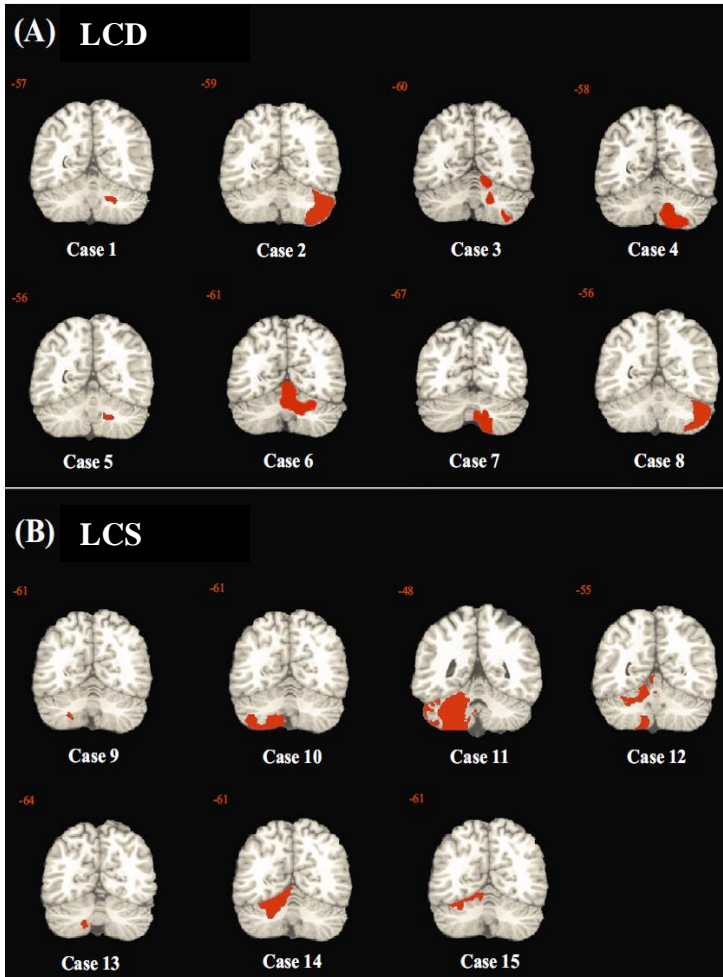 (A) LCD
-57 -59 -60 -58
Case 1 Case 2 Case 3 Case 4
-56 -61 -67 -56
Case 5 Case 6 Case 7 Case 8
(B) LCS
-61 -61 -48 -55
Case 9 Case 10 Case 11 Case 12
-64 -61 -61
Case 13 Case 14 Case 15